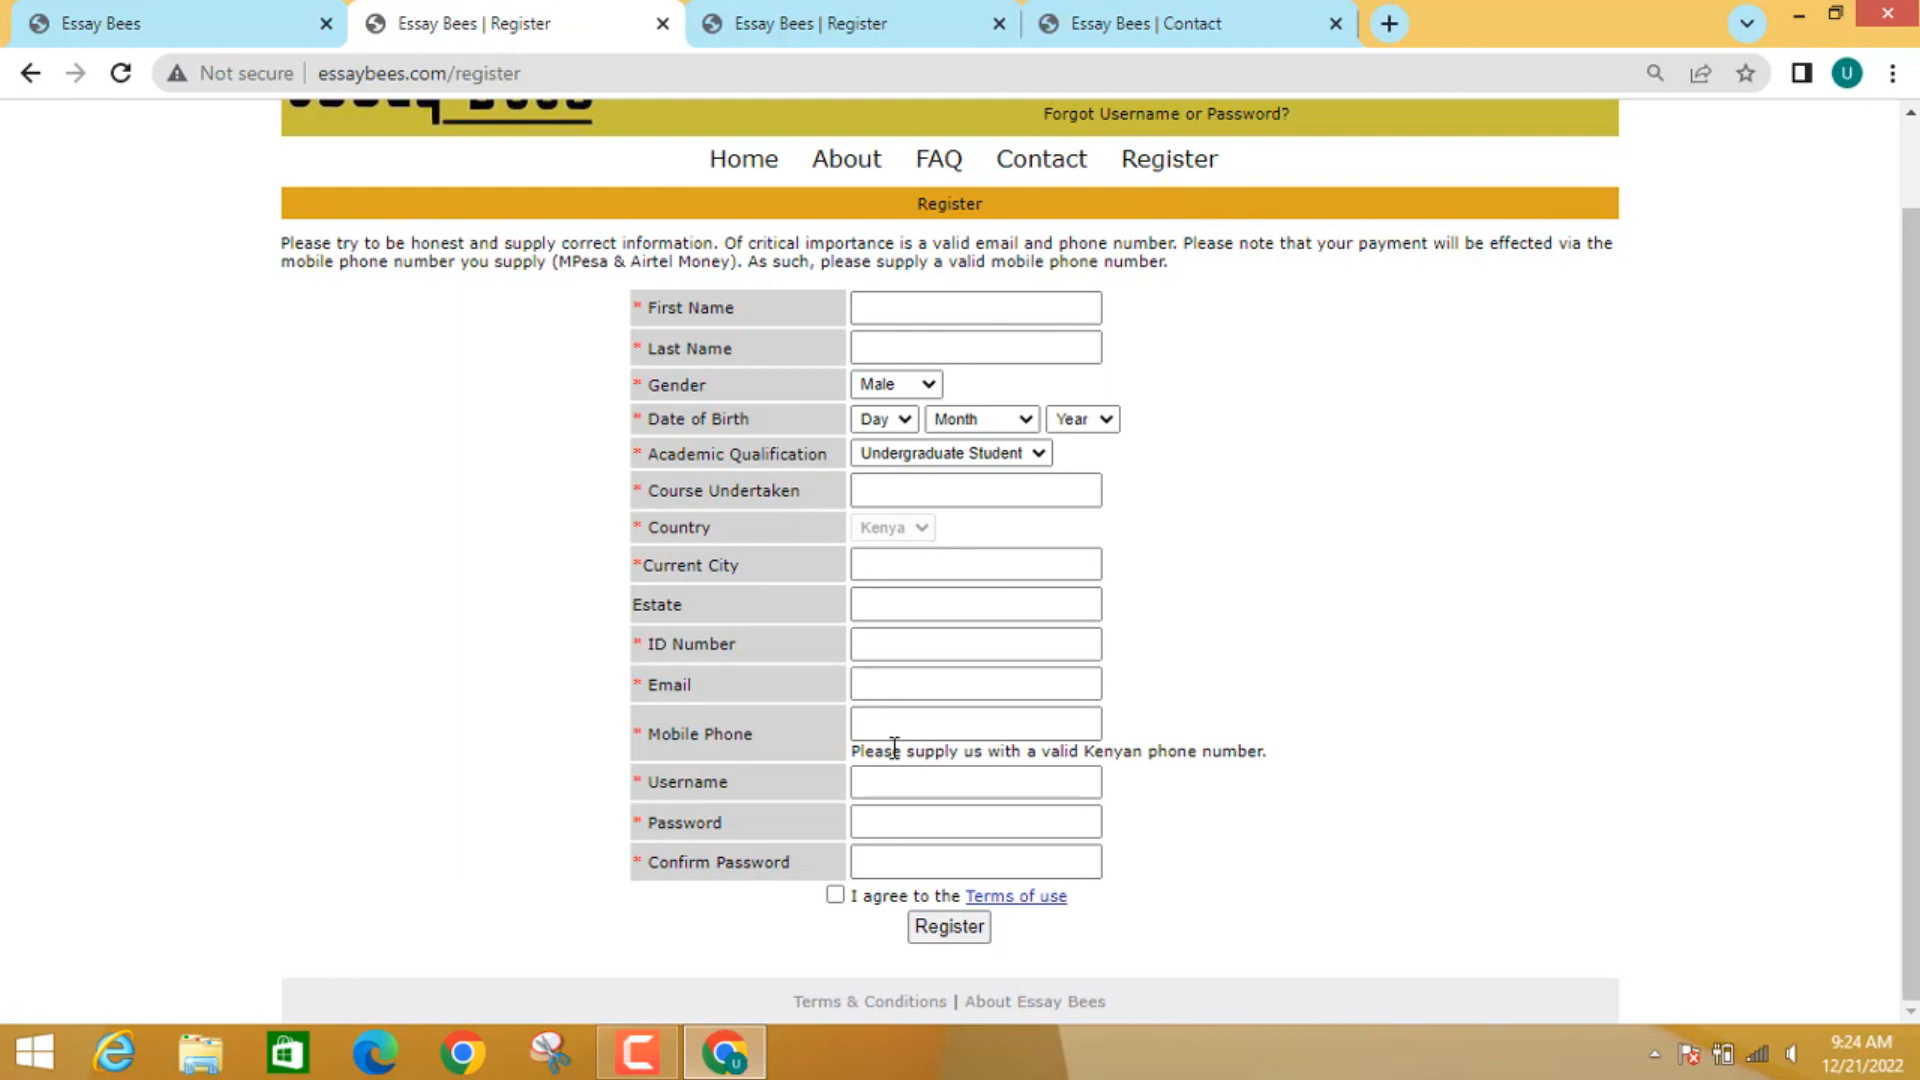 Essay Bees
Essay Bees | Register
Essay Bees | Register
Essay Bees | Contact
Not secure
essaybees.com/register
U
Forgot Username or Password?
Home About FAQ Contact Register
Register
Please try to be honest and supply correct information. Of critical importance is a valid email and phone number. Please note that your payment will be effected via the
mobile phone number you supply (MPesa & Airtel Money). As such, please supply a valid mobile phone number.
* First Name
* Last Name
* Gender Male
* Date of Birth Day Month Year
* Academic Qualification Undergraduate Student
* Course Undertaken
* Country Kenya
*Current City
Estate
* ID Number
* Email
* Mobile Phone
Please supply us with a valid Kenyan phone number.
* Username
* Password
* Confirm Password
I agree to the Terms of use
Register
Terms & Conditions | About Essay Bees
9:24 AM
12/21/2022